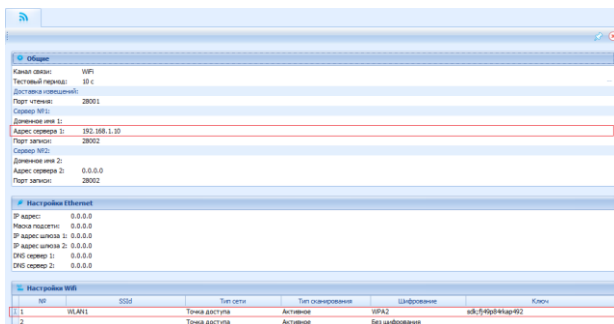 Общие
Канал связи: WiFi
Тестовый период: 10 с
Доставка извещений:
Порт чтения: 28001
Сервер №1:
Доменное имя 1:
Адрес сервера 1: 192.168.1.10
Порт записи: 28002
Сервер №2:
Доменное имя 2:
Адрес сервера 2: 0.0.0.0
Порт записи: 28002
Настройки Ethernet
IP адрес: 0.0.0.0
Маска подсети: 0.0.0.0
IP адрес шлюза 1: 0.0.0.0
IP адрес шлюза 2: 0.0.0.0
DNS сервер 1: 0.0.0.0
DNS сервер 2: 0.0.0.0
Настройки Wifi
№ SSId Тип сети Тип сканирования Шифрование Ключ
1 1 WLAN1 Точка доступа Активное WPA2
2 Точка доступа Активное Без шифрования